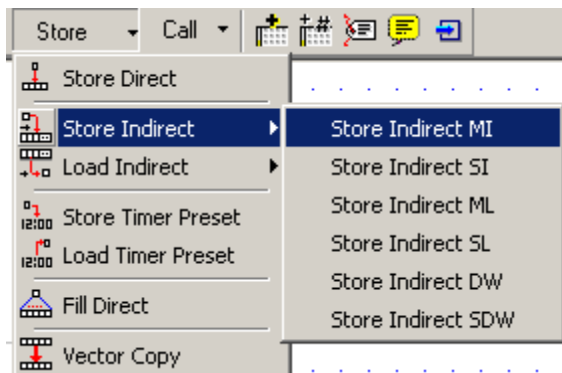 Store Call
Store Direct
Store Indirect
Load Indirect
Store Timer Preset
Load Timer Preset
Fill Direct
Vector Copy
Store Indirect MI
Store Indirect SI
Store Indirect ML
Store Indirect SL
Store Indirect DW
Store Indirect SDW